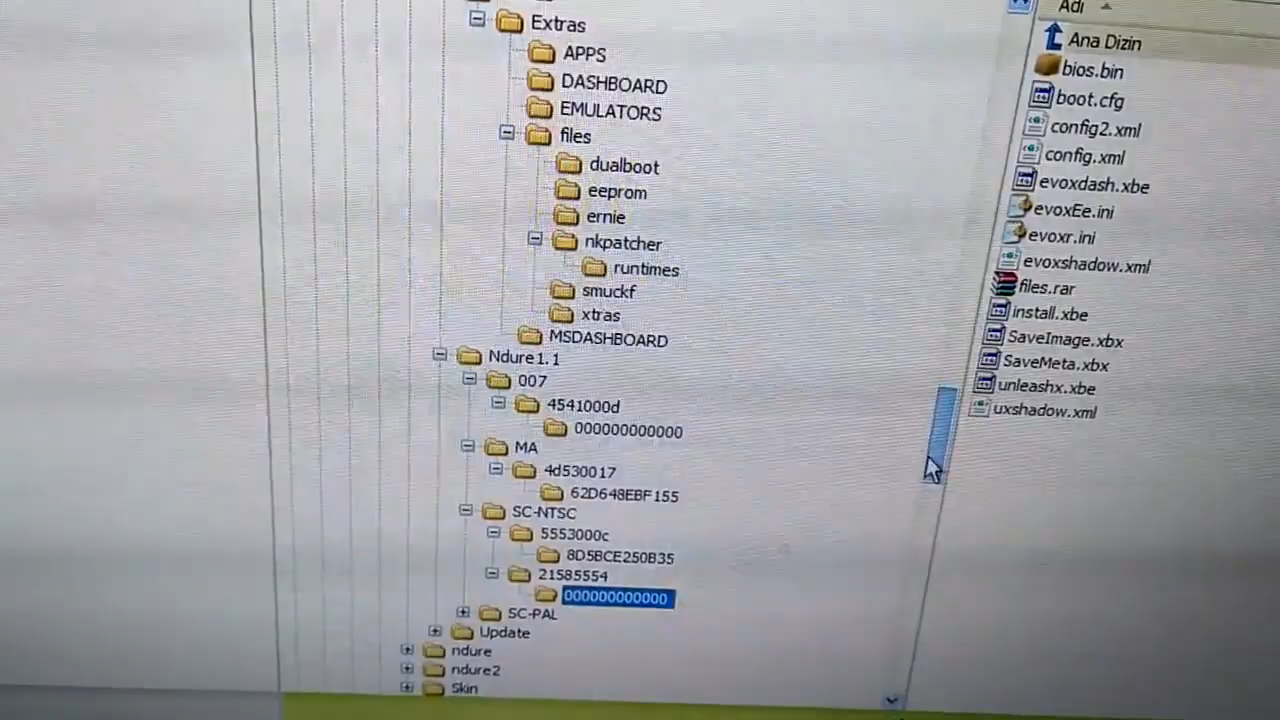 Extras
APPS
DASHBOARD
EMULATORS
files
dualboot
eeprom
ernie
nkpatcher
runtimes
smuckf
xtras
MSDASHBOARD
Ndure1.1
007
4541000d
000000000000
MA
4d530017
62D648EBF155
SC-NTSC
5553000c
8D5BCE250B35
21585554
000000000000
SC-PAL
Update
ndure
ndure2
Skin
Adı
Ana Dizin
bios.bin
boot.cfg
config2.xml
config.xml
evoxdash.xbe
evoxEe.ini
evoxr.ini
evoxshadow.xml
files.rar
install.xbe
SaveImage.xbx
SaveMeta.xbx
unleashx.xbe
uxshadow.xml